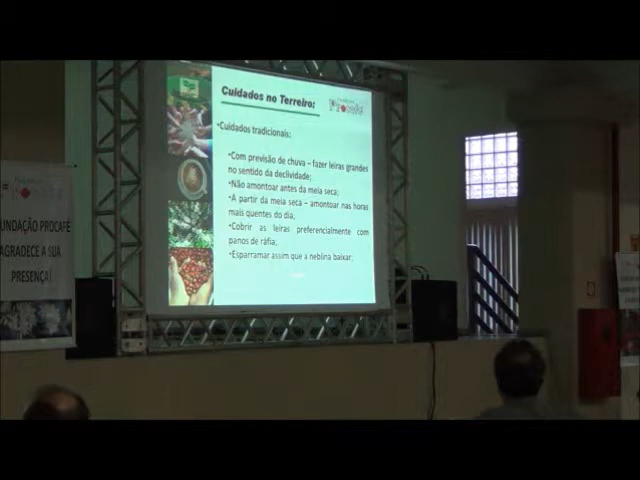 Cuidados no Terreiro:
Procafé
•Cuidados tradicionais:
•Com previsão de chuva – fazer leiras grandes
no sentido da declividade;
•Não amontoar antes da meia seca;
•A partir da meia seca – amontoar nas horas
mais quentes do dia,
•Cobrir as leiras preferencialmente com
panos de ráfia;
•Esparramar assim que a neblina baixar;
UNDAÇÃO PROCAFÉ
AGRADECE A SUA
PRESENÇA!